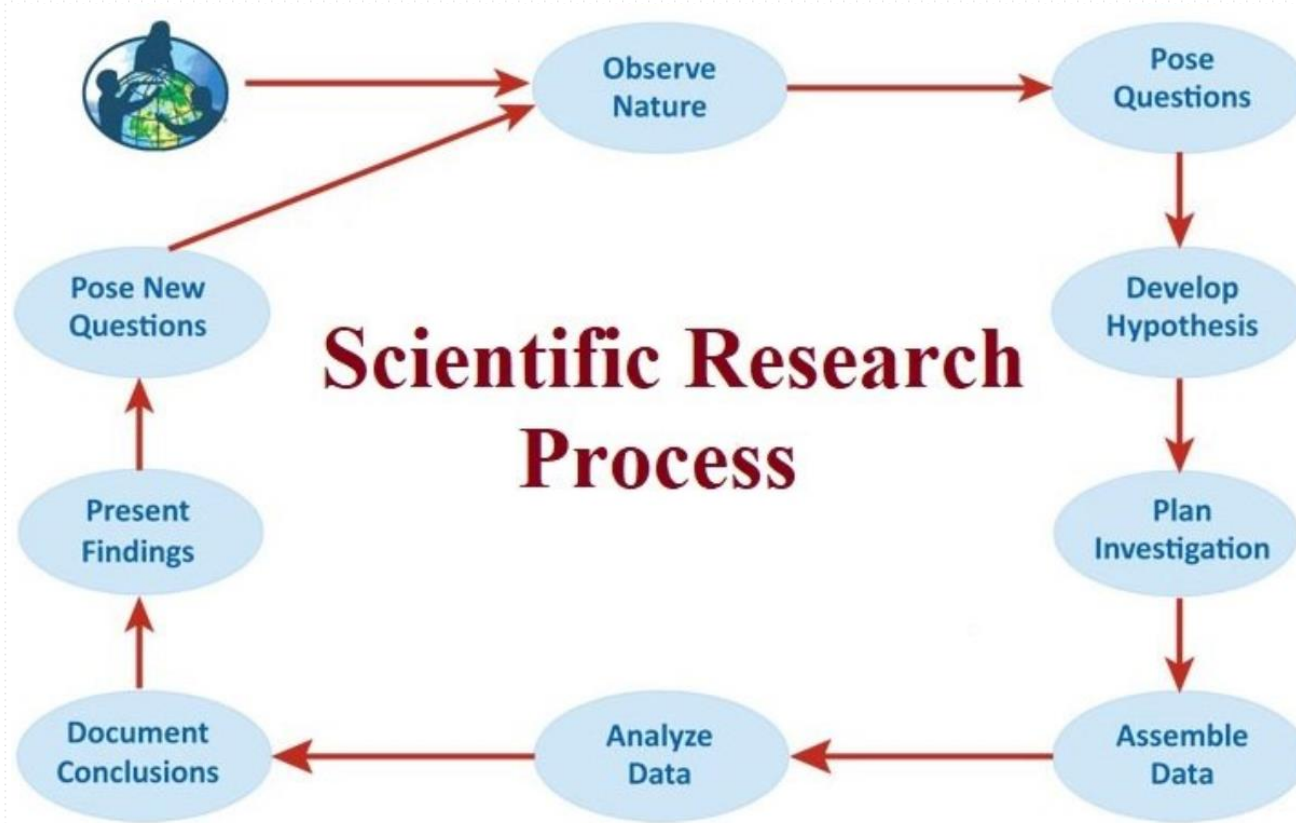 Observe
Nature
Pose
Questions
Develop
Hypothesis
Plan
Investigation
Assemble
Data
Analyze
Data
Document
Conclusions
Present
Findings
Pose New
Questions
Scientific Research
Process